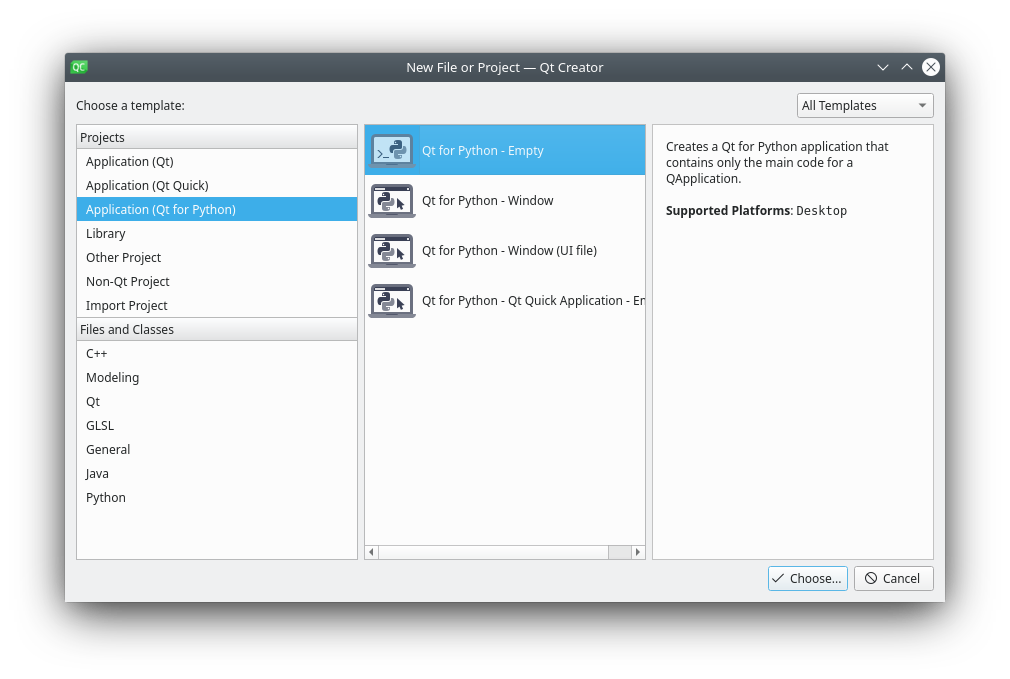 QC
New File or Project — Qt Creator
Choose a template:
All Templates
Projects
Application (Qt)
Application (Qt Quick)
Application (Qt for Python)
Library
Other Project
Non-Qt Project
Import Project
Files and Classes
C++
Modeling
Qt
GLSL
General
Java
Python
Qt for Python - Empty
Qt for Python - Window
Qt for Python - Window (UI file)
Qt for Python - Qt Quick Application - Em
Creates a Qt for Python application that
contains only the main code for a
QApplication.
Supported Platforms: Desktop
Choose...
Cancel